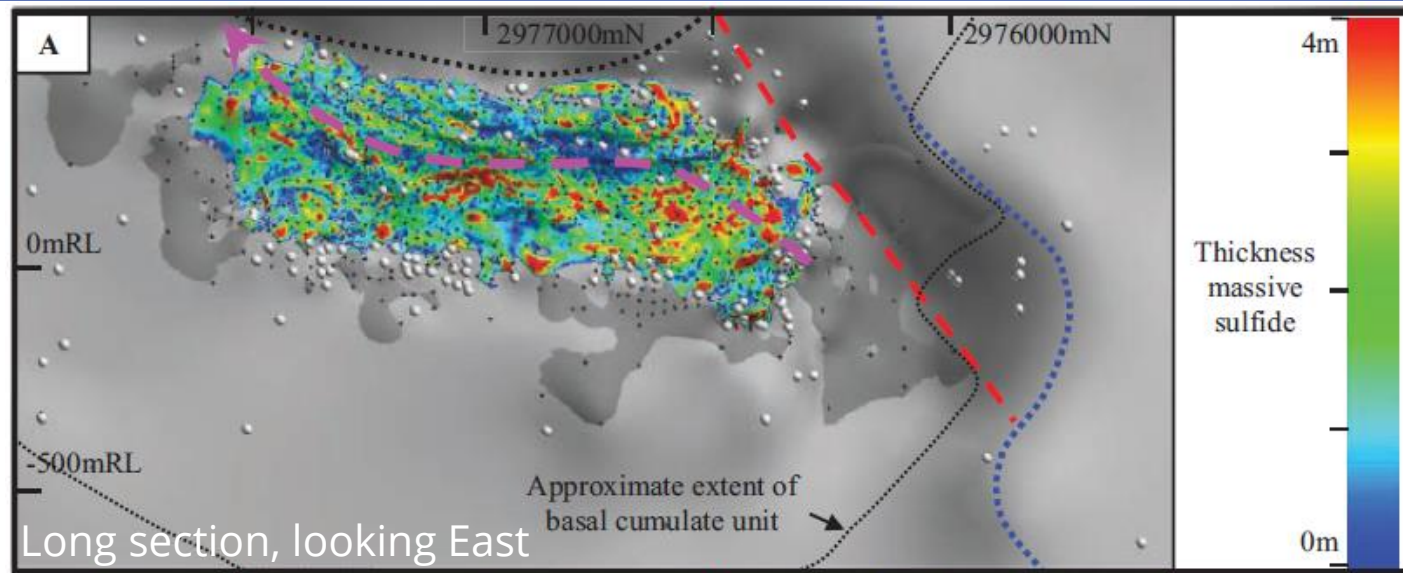 A
2977000mN
2976000mN
0mRL
-500mRL
Approximate extent of
basal cumulate unit
Long section, looking East
4m
Thickness
massive
sulfide
0m